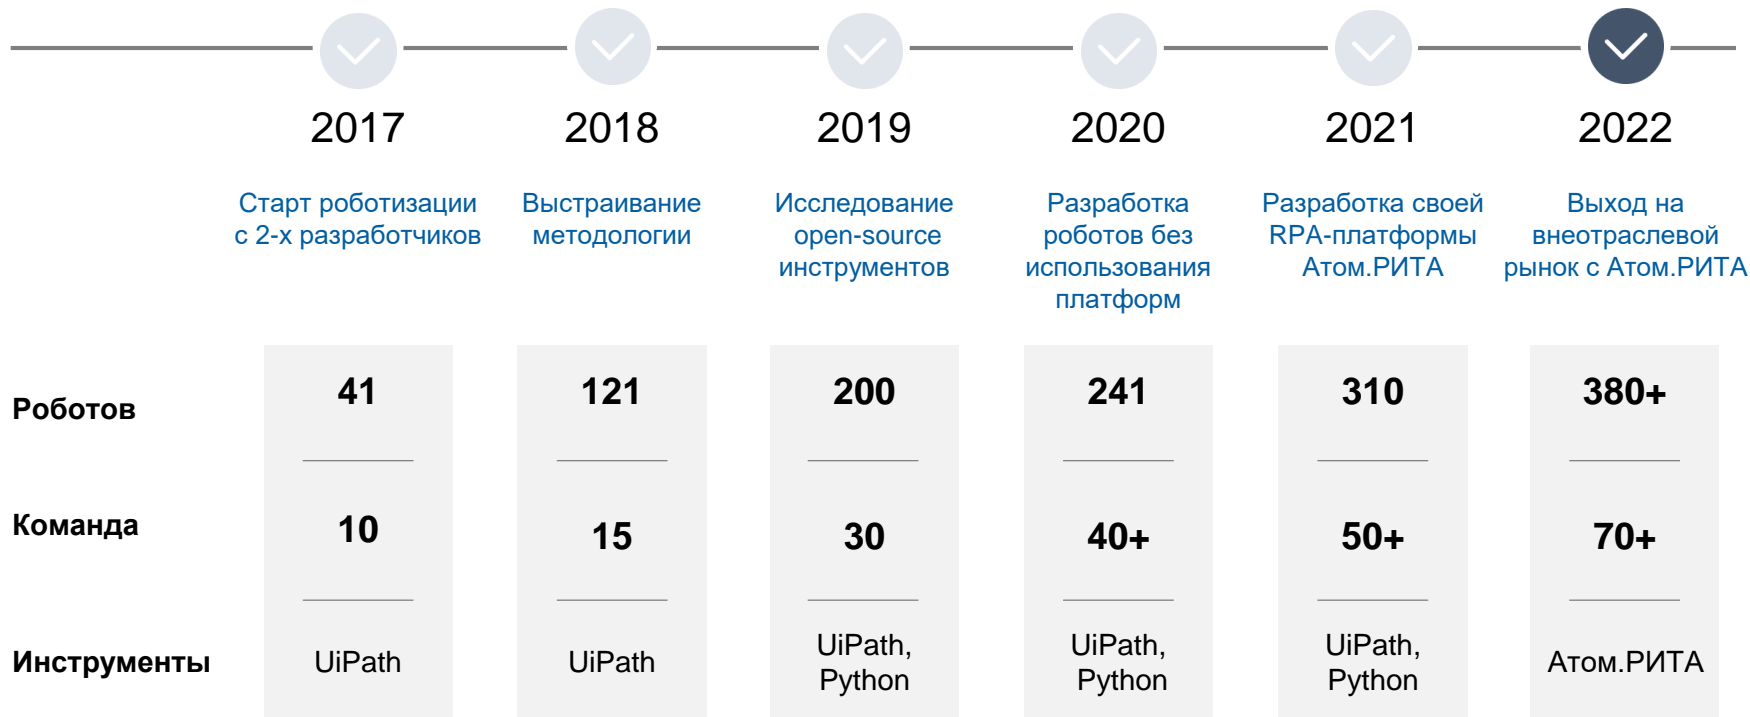 2017
2018
2019
2020
2021
2022
Старт роботизации
с 2-х разработчиков
Выстраивание
методологии
Исследование
open-source
инструментов
Разработка
роботов без
использования
платформ
Разработка своей
RPA-платформы
Атом.РИТА
Выход на
внеотраслевой
рынок с Атом.РИТА
Роботов
41
121
200
241
310
380+
Команда
10
15
30
40+
50+
70+
Инструменты
UiPath
UiPath
UiPath,
Python
UiPath,
Python
UiPath,
Python
Атом.РИТА